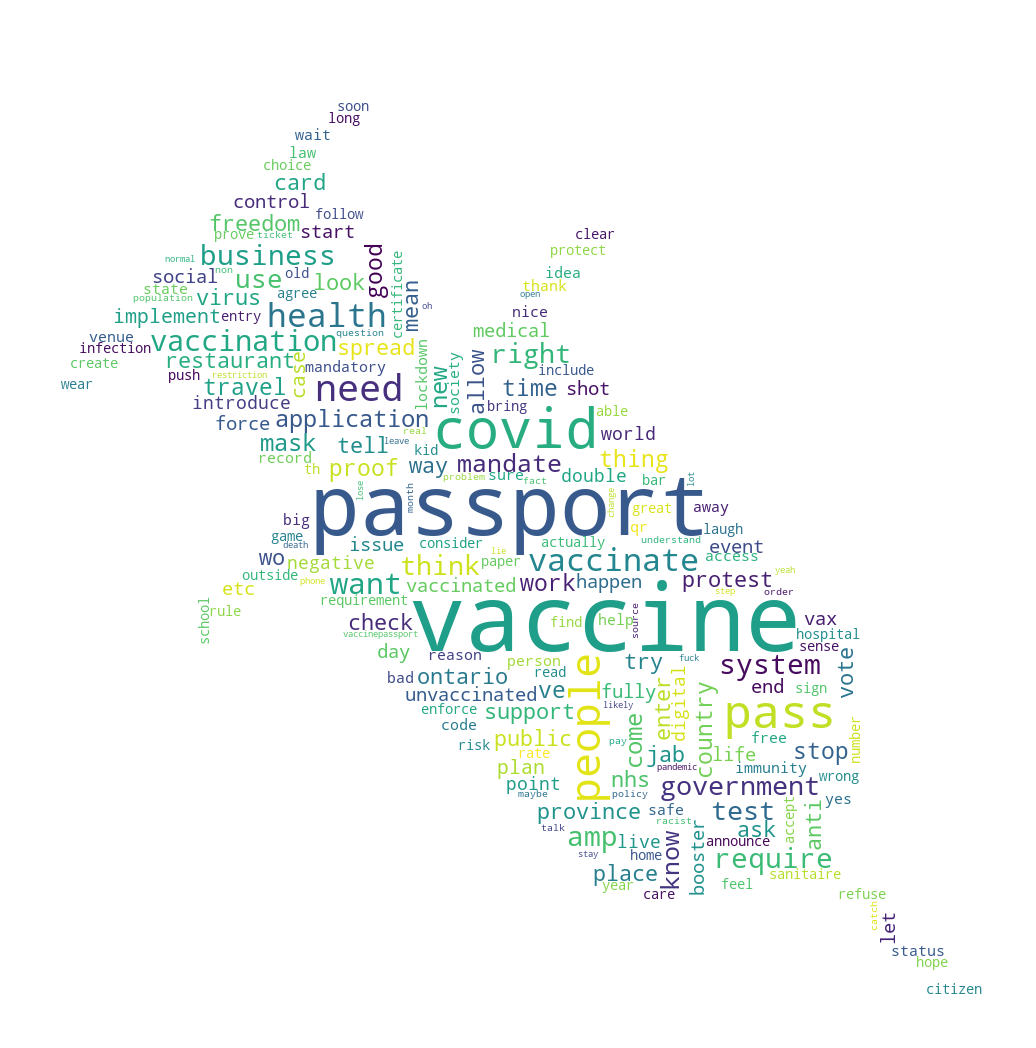 soon
long
wait
law
choice
card
control
follow
freedom
start
prove
ticket
clear
business
good
protect
normal
non
social
use
old
look
certificate
idea
state
agree
mean
thank
population
virus
open
oh
implement
entry
health
nice
venue
question
medical
infection
vaccination
spread
lockdown
create
restaurant
case
mandatory
society
new
allow
right
include
wear
push
restriction
travel
need
time
shot
introduce
bring
able
force
application
covid
real
world
mask
tell
leave
kid
record
th
proof
way
problem
mandate
sure
fact
double
thing
bar
lot
lose
month
passport
change
great
away
big
qr
laugh
game
death
issue
consider
lie
actually
understand
event
wo
negative
think
paper
vaccinate
access
outside
phone
want
vaccinated
work
happen
protest
yeah
etc
step
order
requirement
school
rule
check
vaccinepassport
vaccine
find
help
source
vax
hospital
day
reason
person
people
try
fuck
system
sense
vote
bad
ontario
read
unvaccinated
ve
fully
likely
enter
digital
country
end
sign
enforce
support
pass
code
come
number
risk
public
rate
pay
jab
life
free
stop
plan
nhs
pandemic
immunity
wrong
point
maybe
policy
government
yes
province
safe
test
accept
anti
talk
racist
amp
live
know
booster
ask
announce
stay
home
require
place
year
care
feel
sanitaire
refuse
catch
let
status
hope
citizen